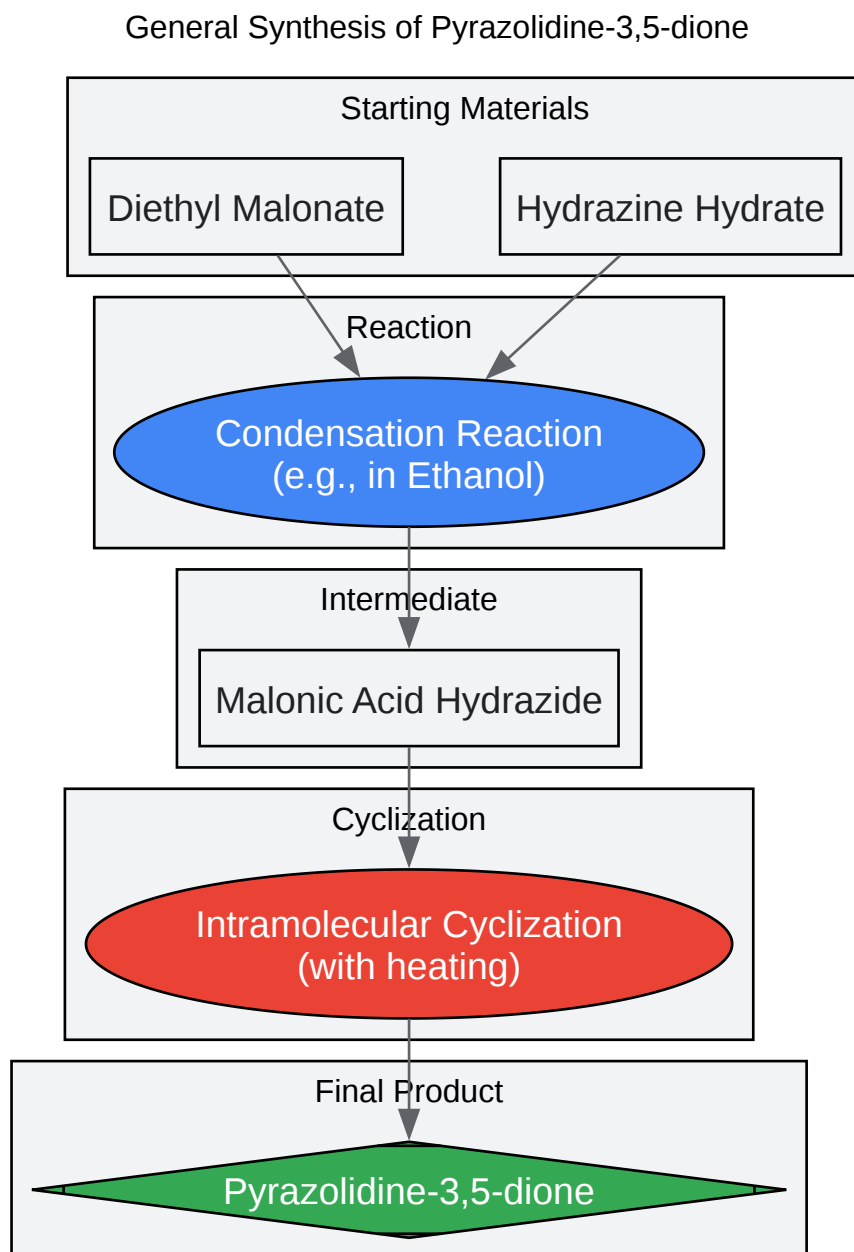 General Synthesis of Pyrazolidine-3,5-dione
Starting Materials
Diethyl Malonate
Hydrazine Hydrate
Reaction
Condensation Reaction
(e.g., in Ethanol)
Intermediate
Malonic Acid Hydrazide
Cyclization
Intramolecular Cyclization
(with heating)
Final Product
Pyrazolidine-3,5-dione